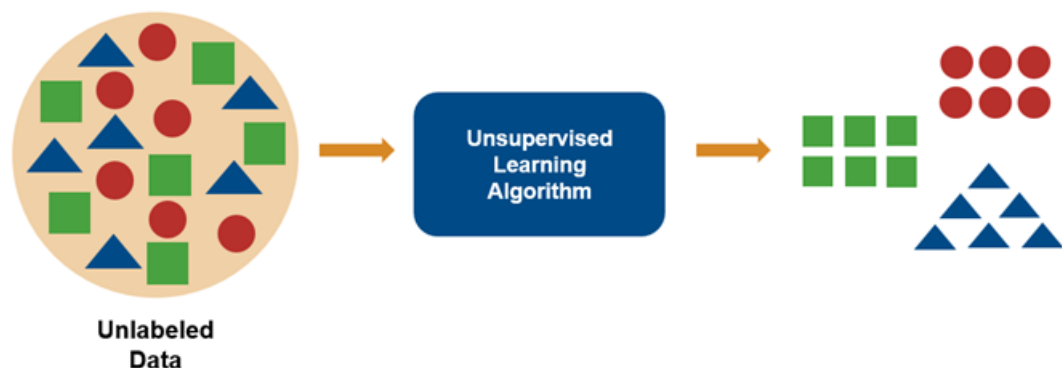 Unsupervised
Learning
Algorithm
Unlabeled
Data